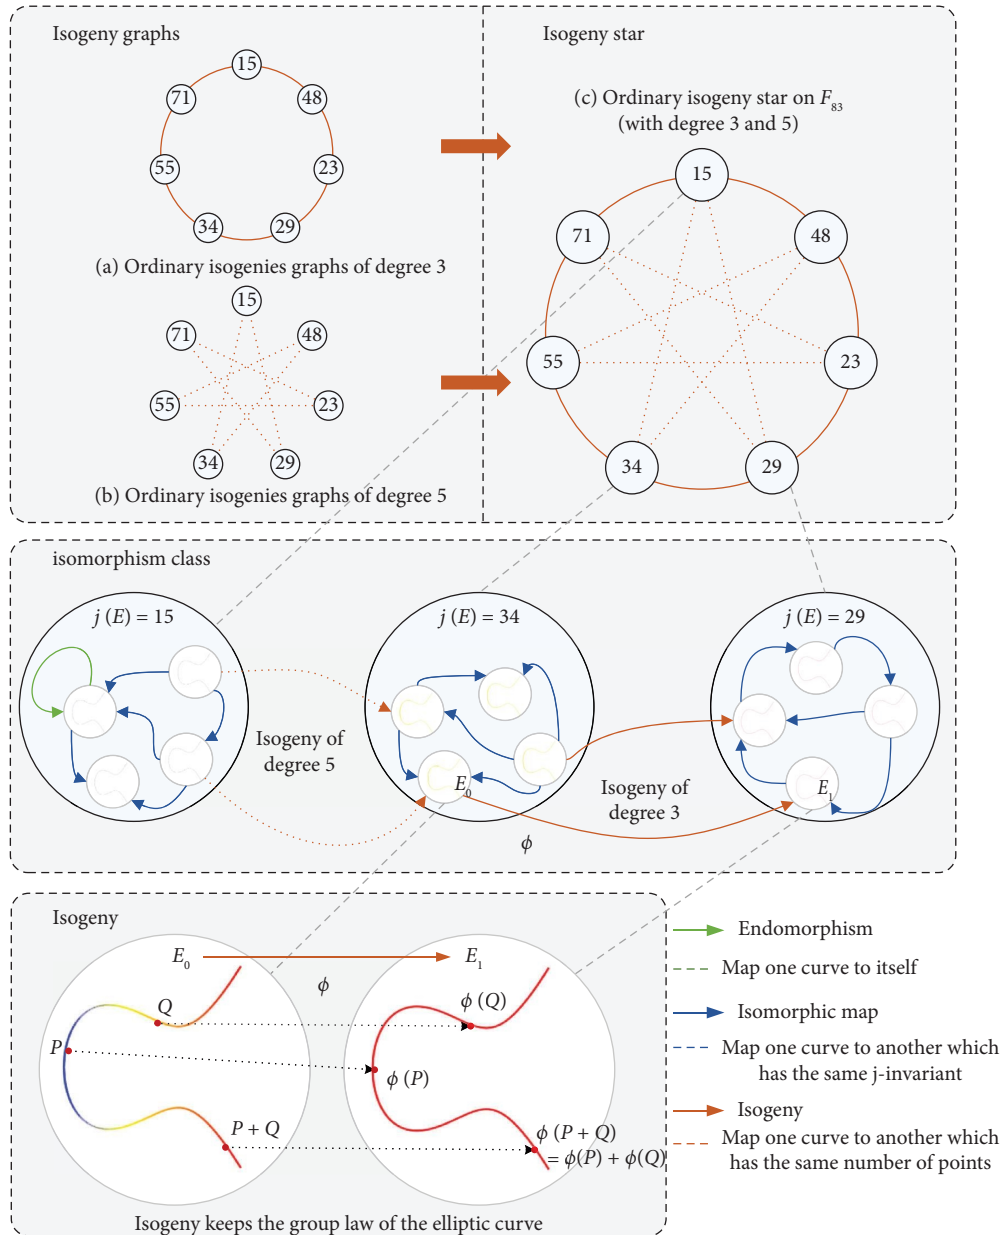 Isogeny graphs
15
71
48
55
23
34
29
(a) Ordinary isogenies graphs of degree 3
15
71
48
55
23
34
29
(b) Ordinary isogenies graphs of degree 5
Isogeny star
(c) Ordinary isogeny star on F₈₃
(with degree 3 and 5)
15
71
48
55
23
34
29
isomorphism class
j (E) = 15
j (E) = 34
j (E) = 29
Isogeny of
degree 5
E₀
Isogeny of
degree 3
E₁
ϕ
Isogeny
E₀
E₁
ϕ
Q
ϕ (Q)
P
ϕ (P)
P + Q
ϕ (P + Q)
= ϕ(P) + ϕ(Q)
Isogeny keeps the group law of the elliptic curve
Endomorphism
Map one curve to itself
Isomorphic map
Map one curve to another which
has the same j-invariant
Isogeny
Map one curve to another which
has the same number of points